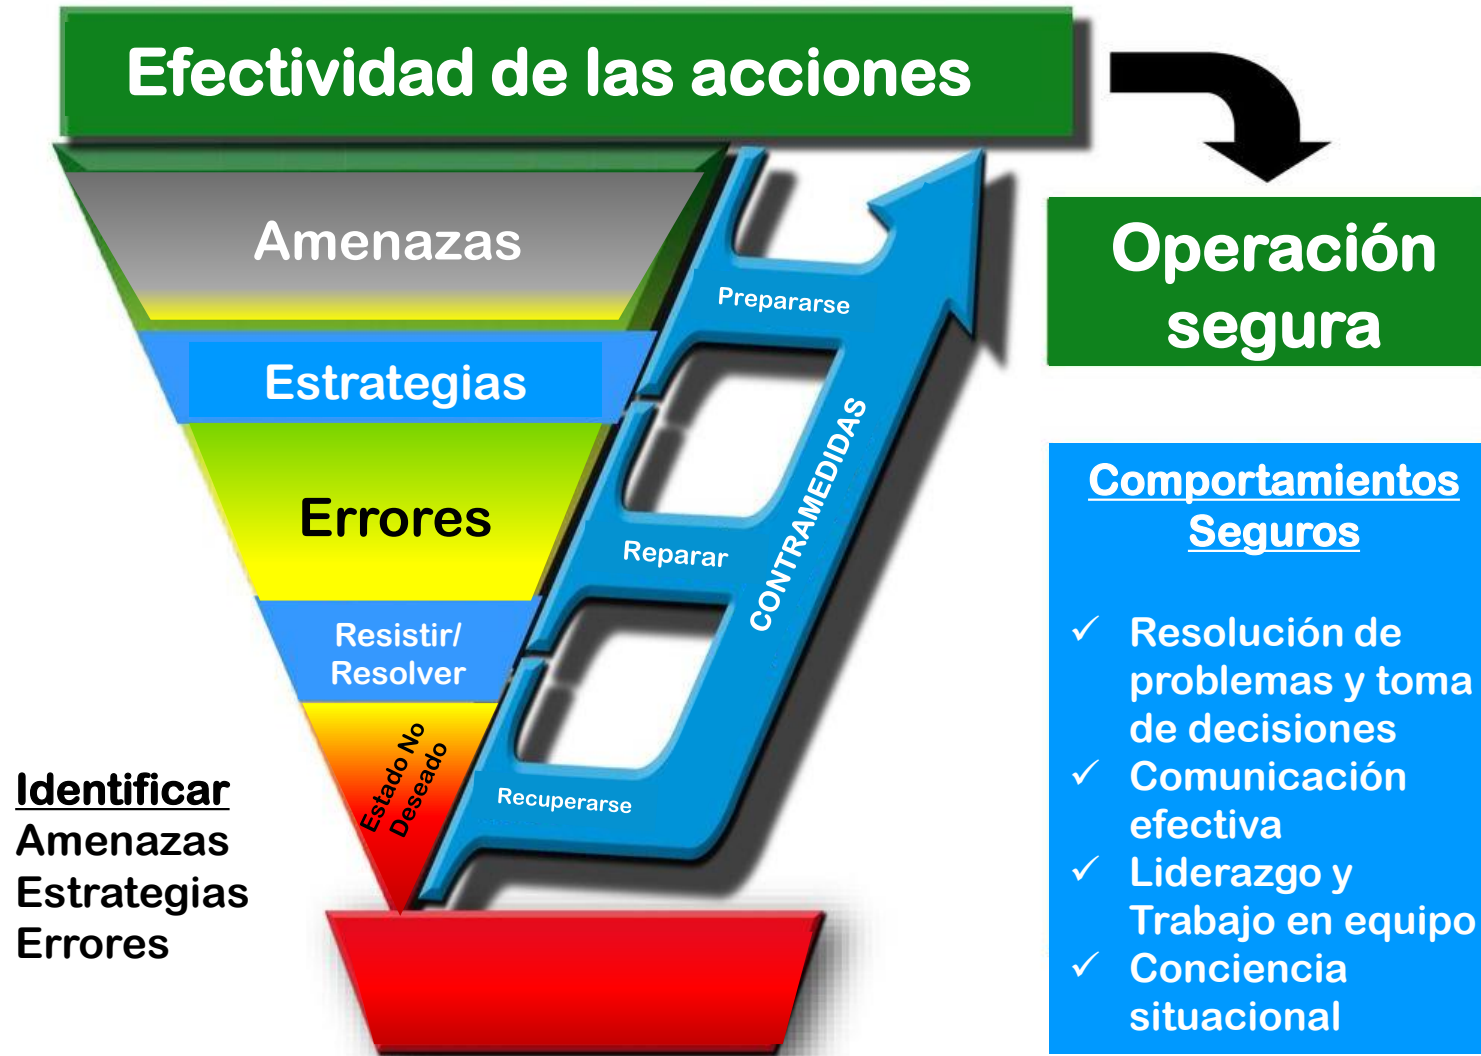 Efectividad de las acciones
Amenazas
Estrategias
Errores
Resistir/
Resolver
Estado No
Deseado
Prepararse
Reparar
Recuperarse
CONTRAMEDIDAS
Identificar
Amenazas
Estrategias
Errores
Operación
segura
Comportamientos
Seguros
✓ Resolución de
problemas y toma
de decisiones
✓ Comunicación
efectiva
✓ Liderazgo y
Trabajo en equipo
✓ Conciencia
situacional